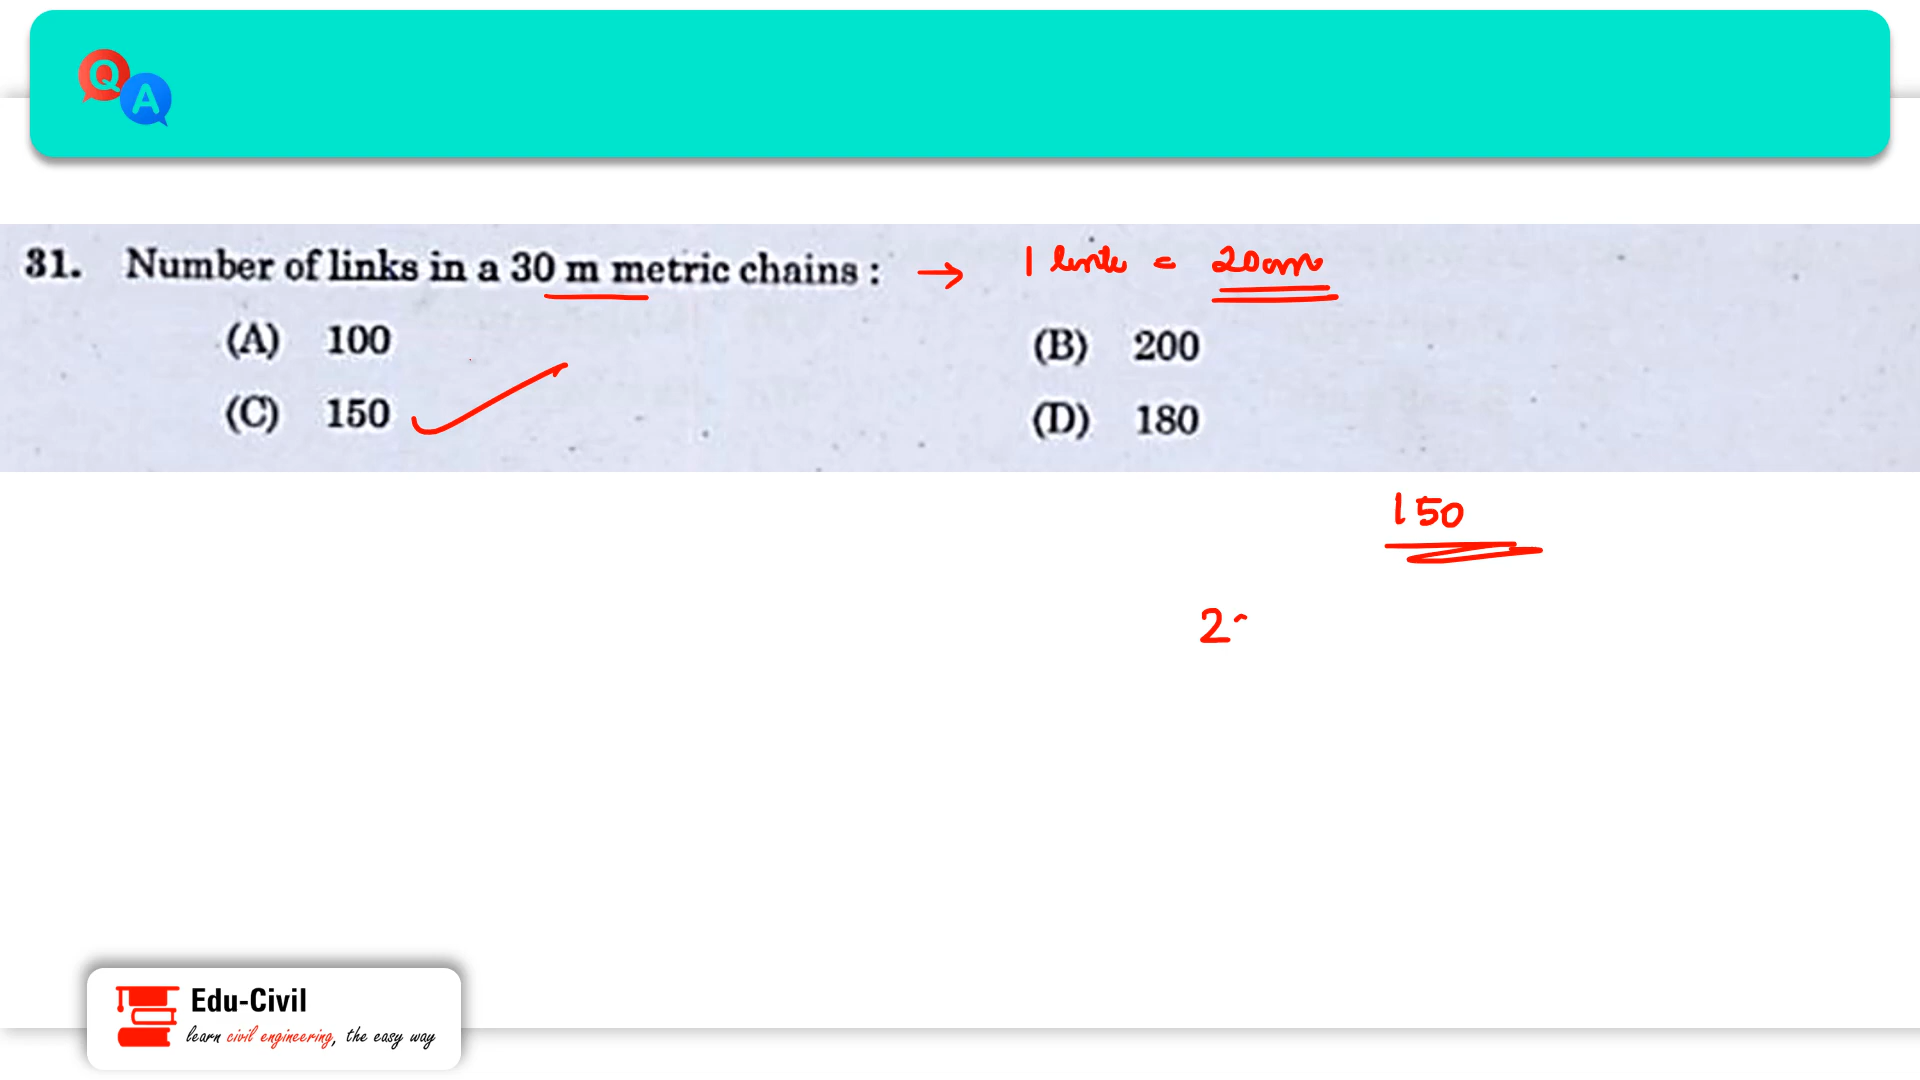 Q A
31. Number of links in a 30 m metric chains : → 1 link = 20cm
(A) 100 (B) 200
(C) 150 (D) 180
150
2
Edu-Civil
learn civil engineering, the easy way